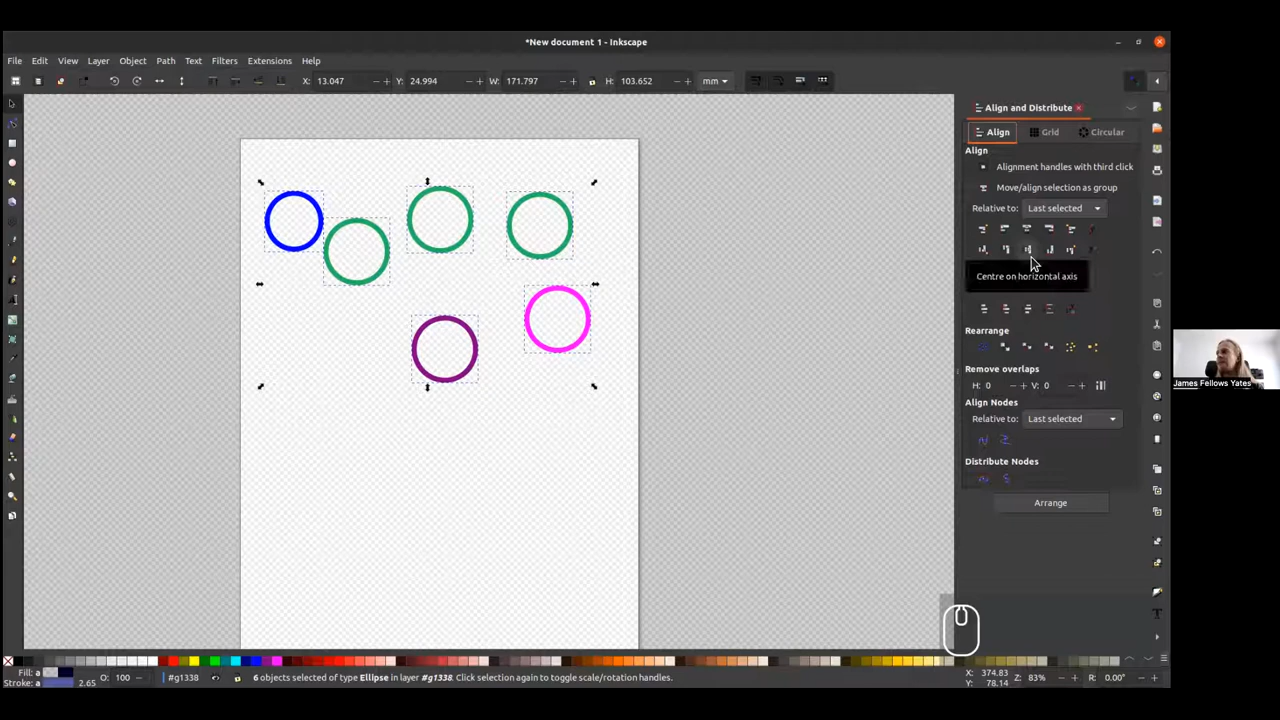 *New document 1 - Inkscape
File Edit View Layer Object Path Text Filters Extensions Help
X: 13.047 - + Y: 24.994 - + W: 171.797 - + H: 103.652 - + mm
Align and Distribute
Align Grid Circular
Align
Alignment handles with third click
Move/align selection as group
Relative to: Last selected
Centre on horizontal axis
Rearrange
Remove overlaps
H: 0 - + V: 0 - +
Align Nodes
Relative to: Last selected
Distribute Nodes
Arrange
James Fellows Yates
Fill: a
Stroke: a 2.65
O: 100 - +
#g1338
6 objects selected of type Ellipse in layer #g1338. Click selection again to toggle scale/rotation handles.
X: 374.83
Y: 78.14
Z: 83% - + R: 0.00° - +